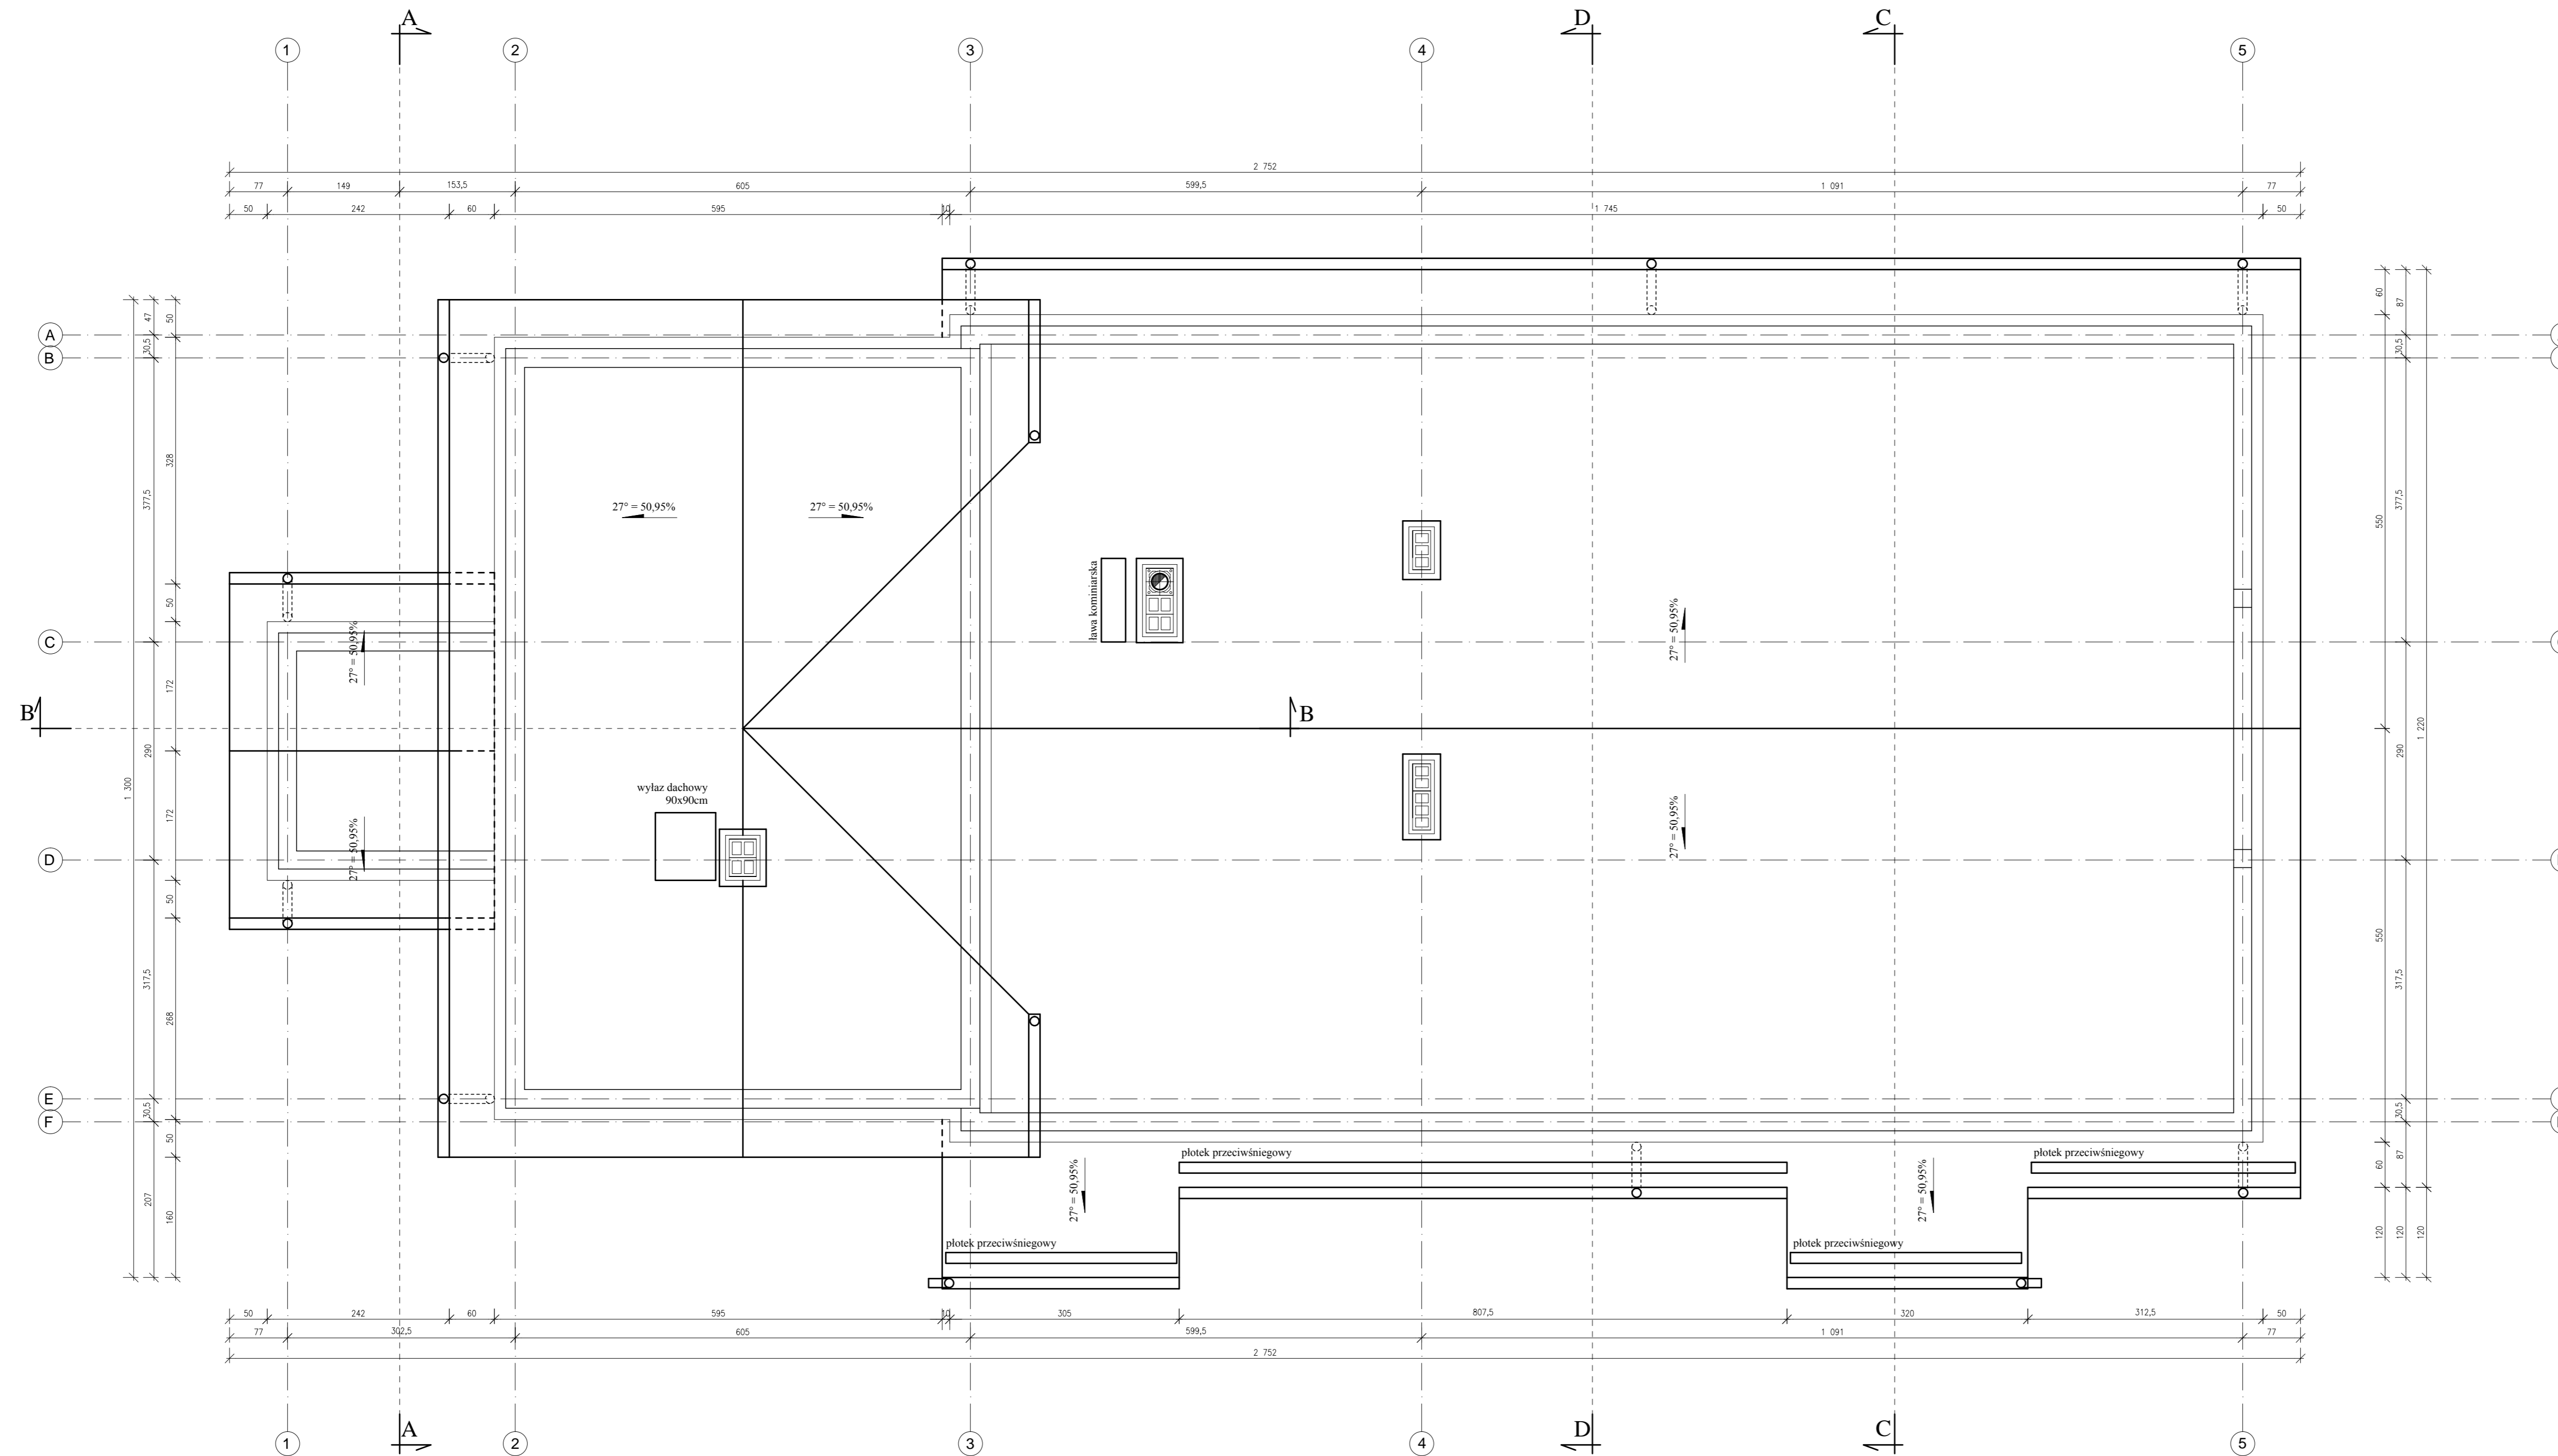 A
D
C
1
2
3
4
5
2 752
77
149
153,5
605
599,5
1 091
77
50
242
60
595
10
1 745
50
A
B
C
D
E
F
B
B
47
30,5
377,5
290
317,5
30,5
207
1 300
50
328
50
172
172
50
268
50
160
27° = 50,95%
27° = 50,95%
27° = 50,95%
27° = 50,95%
27° = 50,95%
27° = 50,95%
27° = 50,95%
27° = 50,95%
ława kominiarska
wyłaz dachowy
90x90cm
płotek przeciwśniegowy
płotek przeciwśniegowy
płotek przeciwśniegowy
płotek przeciwśniegowy
60
550
550
60
120
87
30,5
377,5
290
317,5
30,5
87
120
1 220
120
50
242
60
595
10
305
807,5
320
312,5
50
77
302,5
605
599,5
1 091
77
2 752
A
D
C
1
2
3
4
5